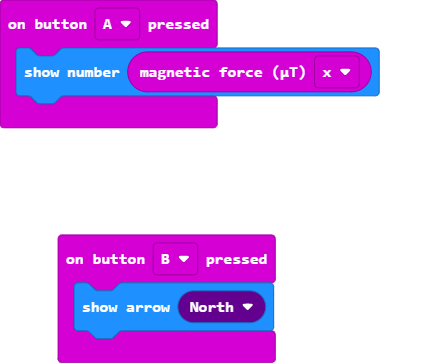 on button A pressed
show number magnetic force (µT) x
on button B pressed
show arrow North